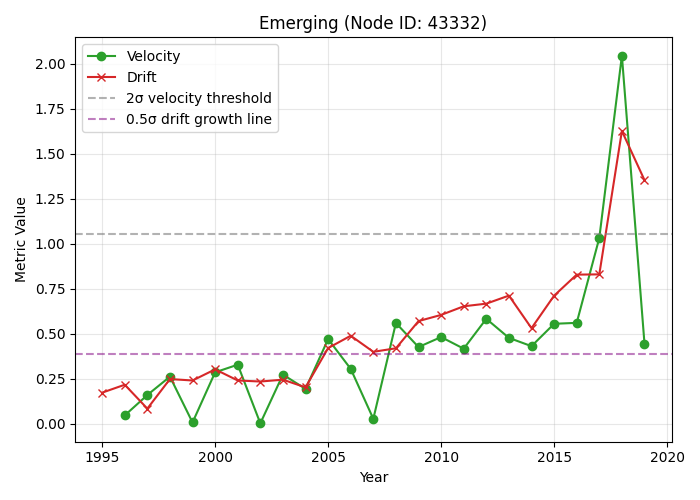 Emerging (Node ID: 43332)
Velocity
Drift
2σ velocity threshold
0.5σ drift growth line
Metric Value
2.00
1.75
1.50
1.25
1.00
0.75
0.50
0.25
0.00
1995 2000 2005 2010 2015 2020
Year